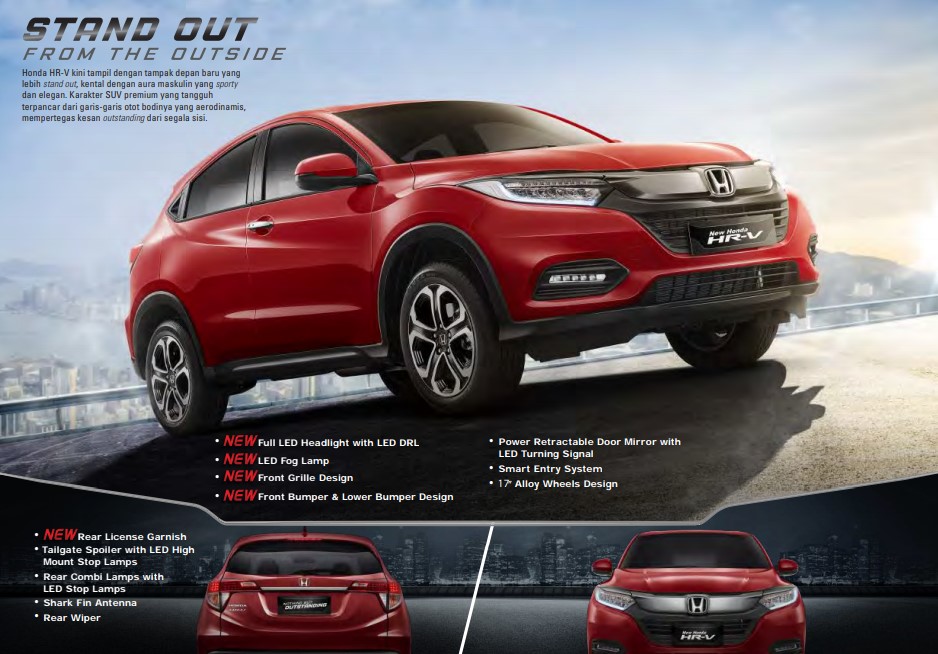 STAND OUT
FROM THE OUTSIDE
Honda HR-V kini tampil dengan tampak depan baru yang
lebih stand out, kental dengan aura maskulin yang sporty
dan elegan. Karakter SUV premium yang tangguh
terpancar dari garis-garis otot bodinya yang aerodinamis,
mempertegas kesan outstanding dari segala sisi.
New Honda
HR-V
• NEW Full LED Headlight with LED DRL
• NEW LED Fog Lamp
• NEW Front Grille Design
• NEW Front Bumper & Lower Bumper Design
• Power Retractable Door Mirror with
LED Turning Signal
• Smart Entry System
• 17" Alloy Wheels Design
• NEW Rear License Garnish
• Tailgate Spoiler with LED High
Mount Stop Lamps
• Rear Combi Lamps with
LED Stop Lamps
• Shark Fin Antenna
• Rear Wiper
HONDA
OUTSTANDING
New Honda
HR-V